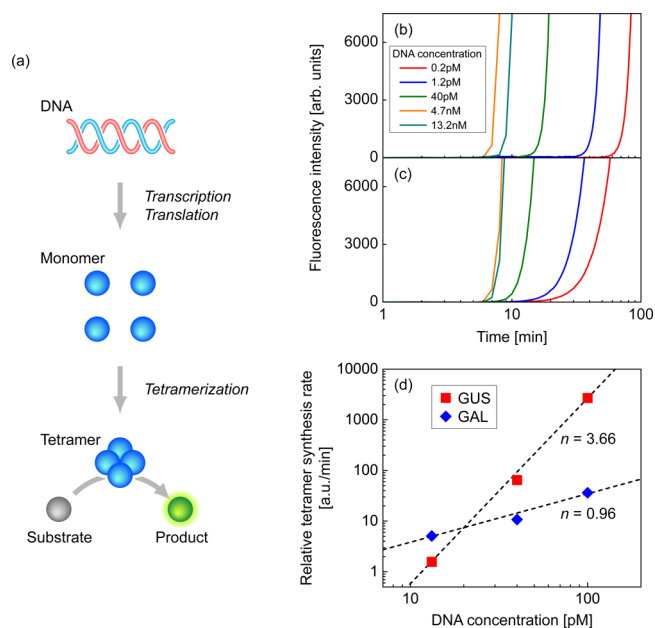 (a)
DNA
Transcription
Translation
Monomer
Tetramerization
Tetramer
Substrate
Product
(b)
DNA concentration
0.2pM
1.2pM
40pM
4.7nM
13.2nM
6000
3000
0
(c)
6000
3000
0
Fluorescence intensity [arb. units]
1
10
100
Time [min]
(d)
GUS
GAL
n = 3.66
n = 0.96
10000
1000
100
10
1
Relative tetramer synthesis rate
[a.u./min]
10
100
DNA concentration [pM]